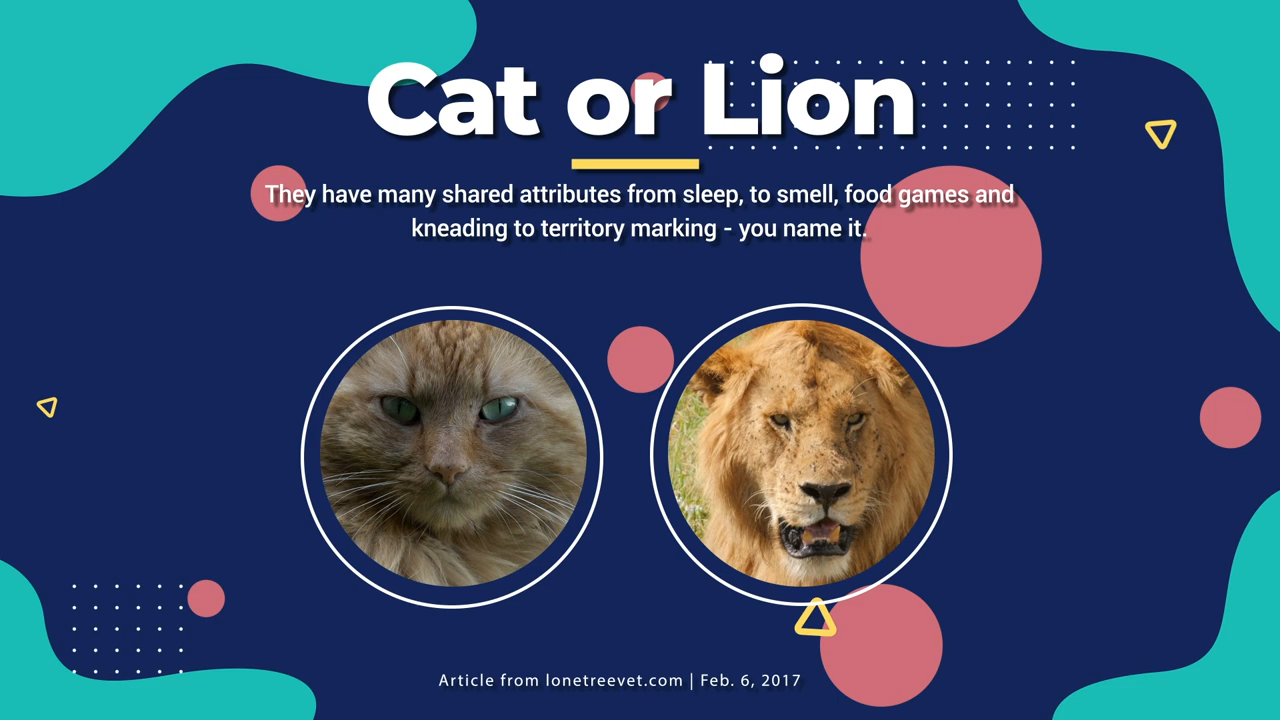 Cat or Lion
They have many shared attributes from sleep, to smell, food games and
kneading to territory marking - you name it.
Article from lonetreevet.com | Feb. 6, 2017